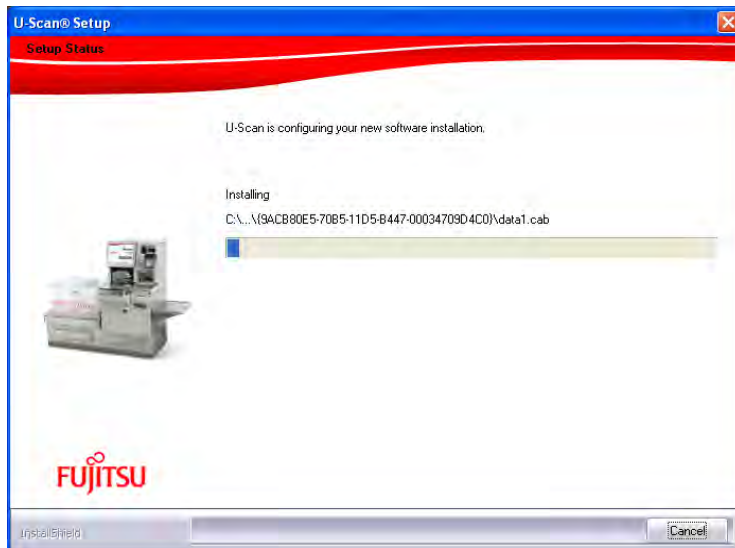 U-Scan® Setup
Setup Status
U-Scan is configuring your new software installation.
Installing
C:\...\{9ACB80E5-70B5-11D5-B447-00034709D4C0}\data1.cab
FUJITSU
InstallShield
Cancel